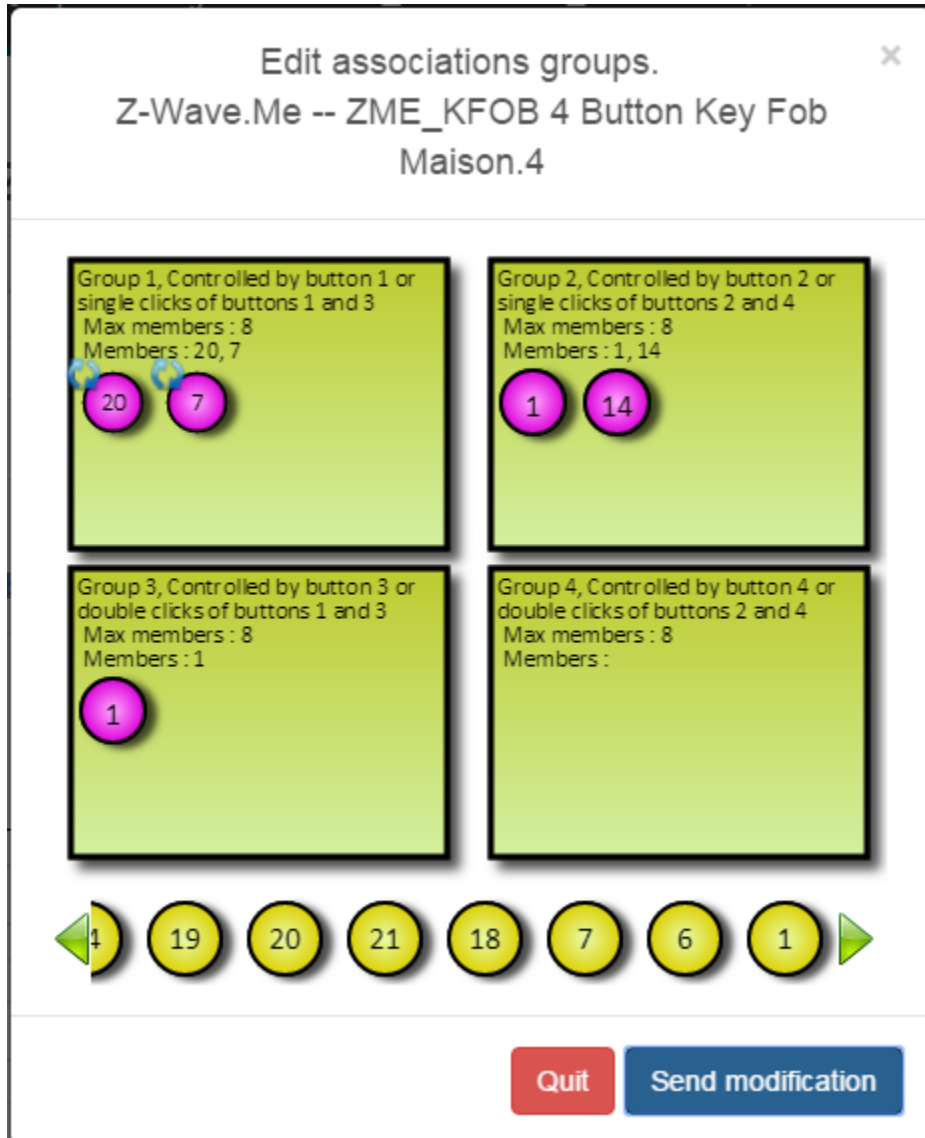 Edit associations groups.
×
Z-Wave.Me -- ZME_KFOB 4 Button Key Fob
Maison.4
Group 1, Controlled by button 1 or
single clicks of buttons 1 and 3
Max members : 8
Members : 20, 7
20 7
Group 2, Controlled by button 2 or
single clicks of buttons 2 and 4
Max members : 8
Members : 1, 14
1 14
Group 3, Controlled by button 3 or
double clicks of buttons 1 and 3
Max members : 8
Members : 1
1
Group 4, Controlled by button 4 or
double clicks of buttons 2 and 4
Max members : 8
Members :
4 19 20 21 18 7 6 1
Quit Send modification